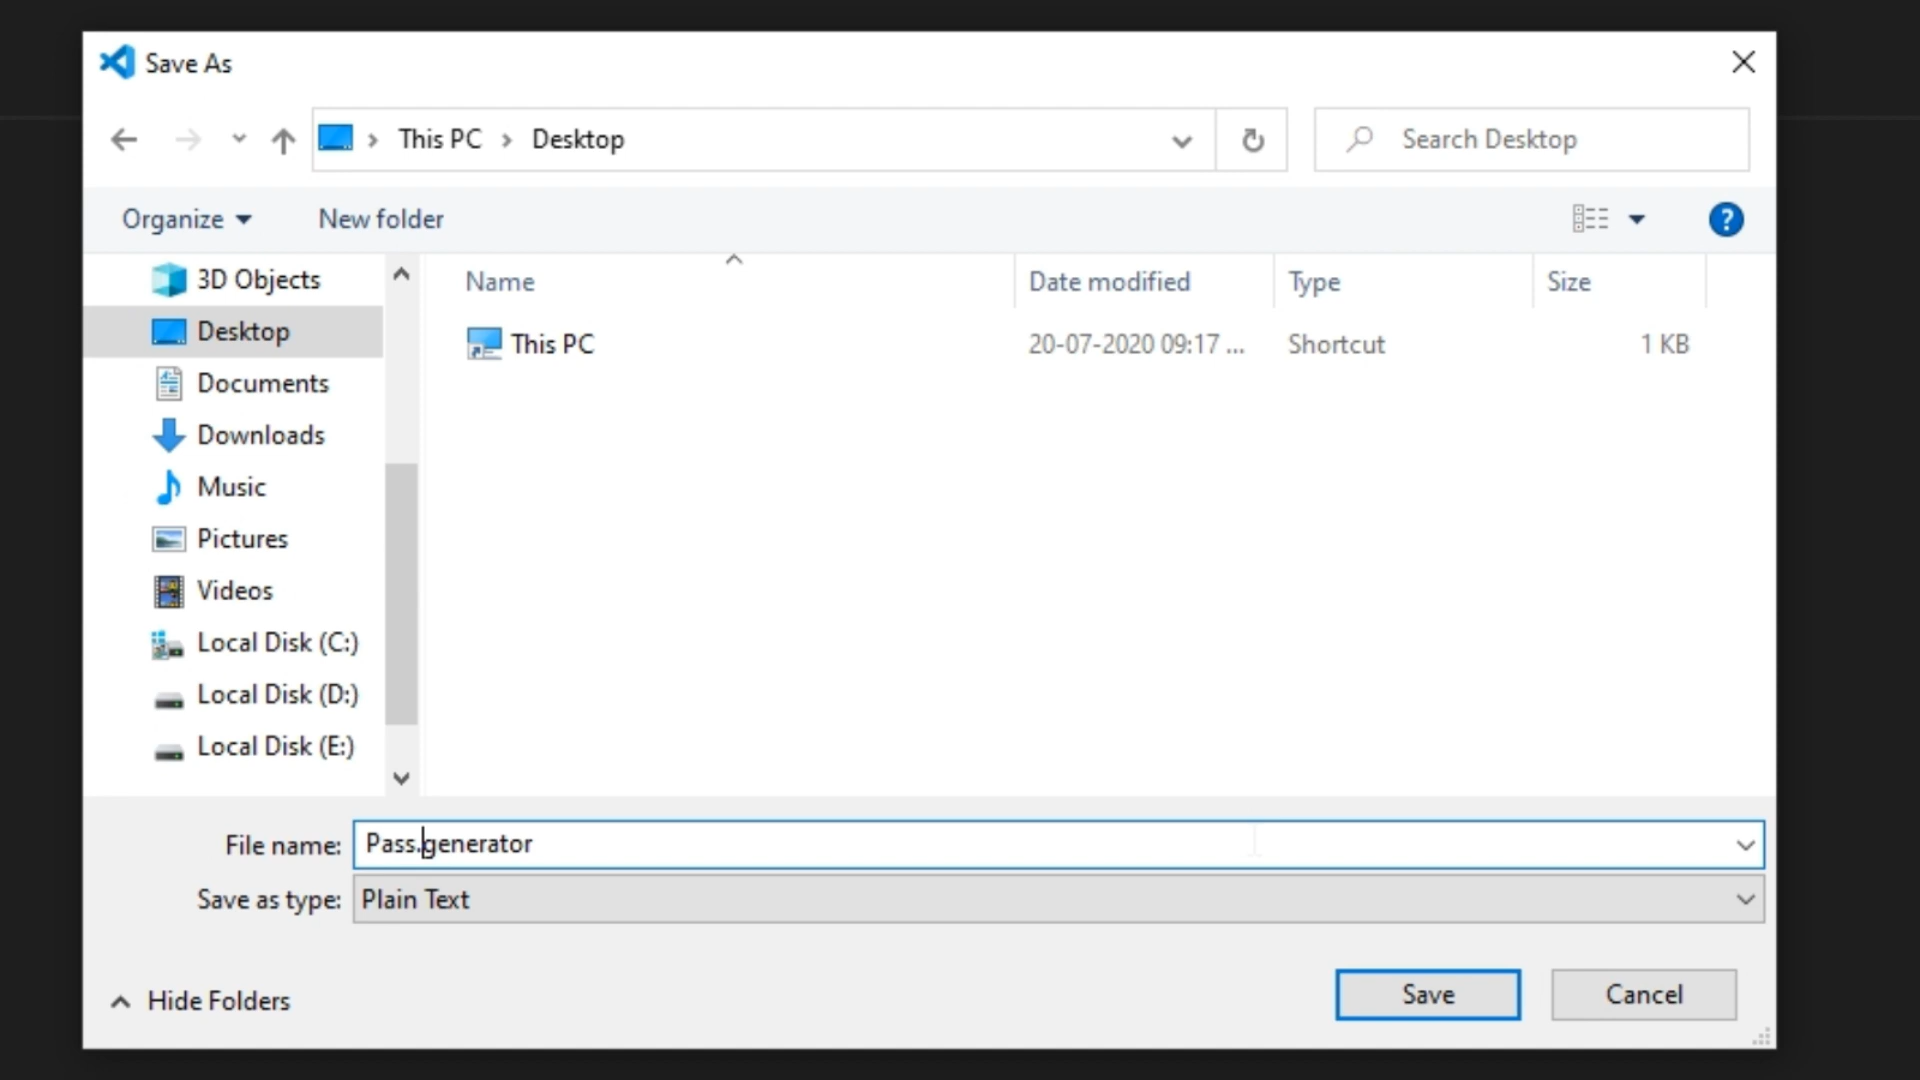 Save As
This PC > Desktop
Search Desktop
Organize
New folder
?
Name
Date modified
Type
Size
3D Objects
Desktop
Documents
Downloads
Music
Pictures
Videos
Local Disk (C:)
Local Disk (D:)
Local Disk (E:)
This PC
20-07-2020 09:17 ...
Shortcut
1 KB
File name: Pass.generator
Save as type: Plain Text
Hide Folders
Save
Cancel